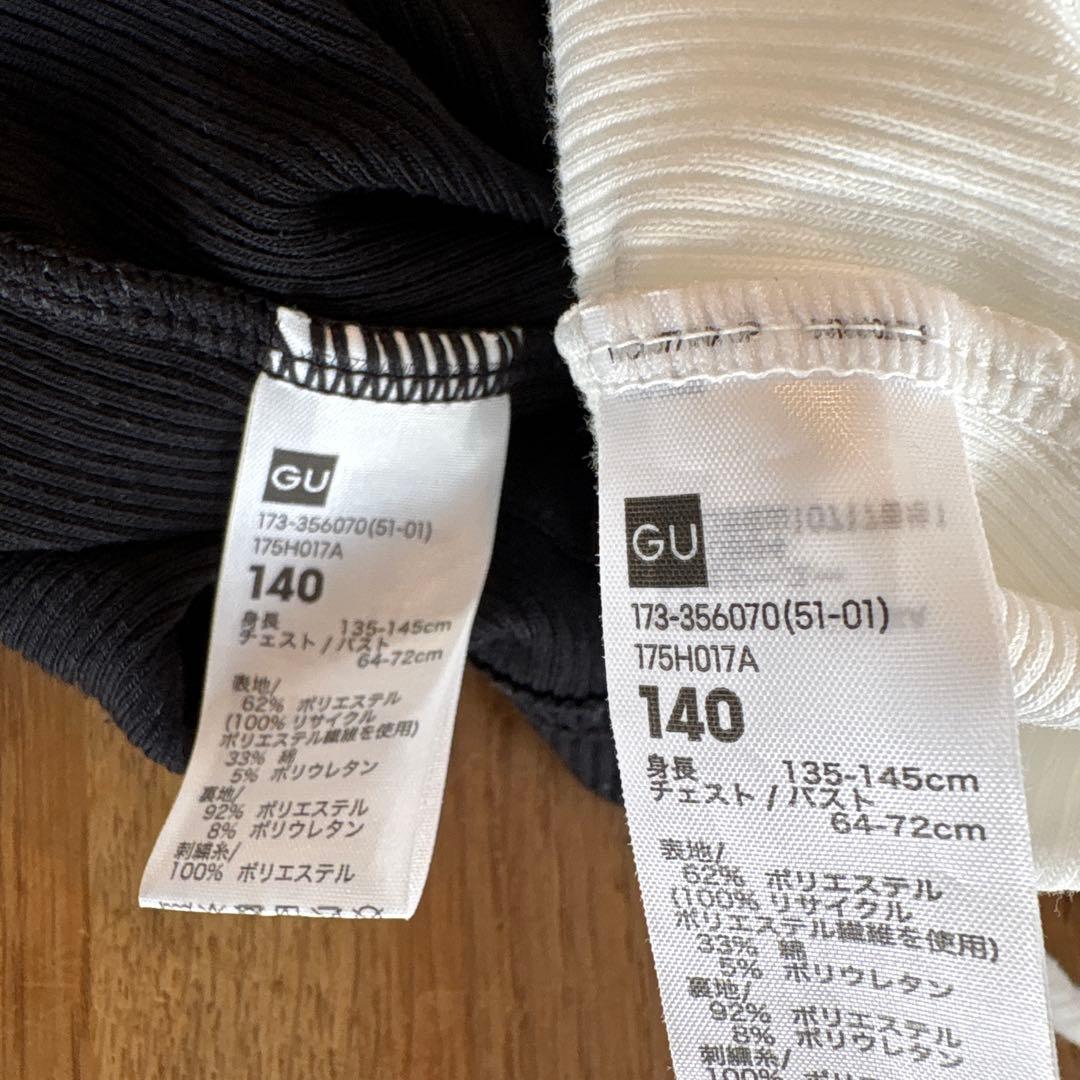 GU
173-356070(51-01)
175H017A
140
身長 135-145cm
チェスト / バスト
64-72cm
表地/
62% ポリエステル
(100% リサイクル
ポリエステル繊維を使用)
33% 綿
5% ポリウレタン
裏地/
92% ポリエステル
8% ポリウレタン
刺繍糸/
100% ポリエステル
GU
173-356070(51-01)
175H017A
140
身長 135-145cm
チェスト / バスト
64-72cm
表地/
62% ポリエステル
(100% リサイクル
ポリエステル繊維を使用)
33% 綿
5% ポリウレタン
裏地/
92% ポリエステル
8% ポリウレタン
刺繍糸/
100%